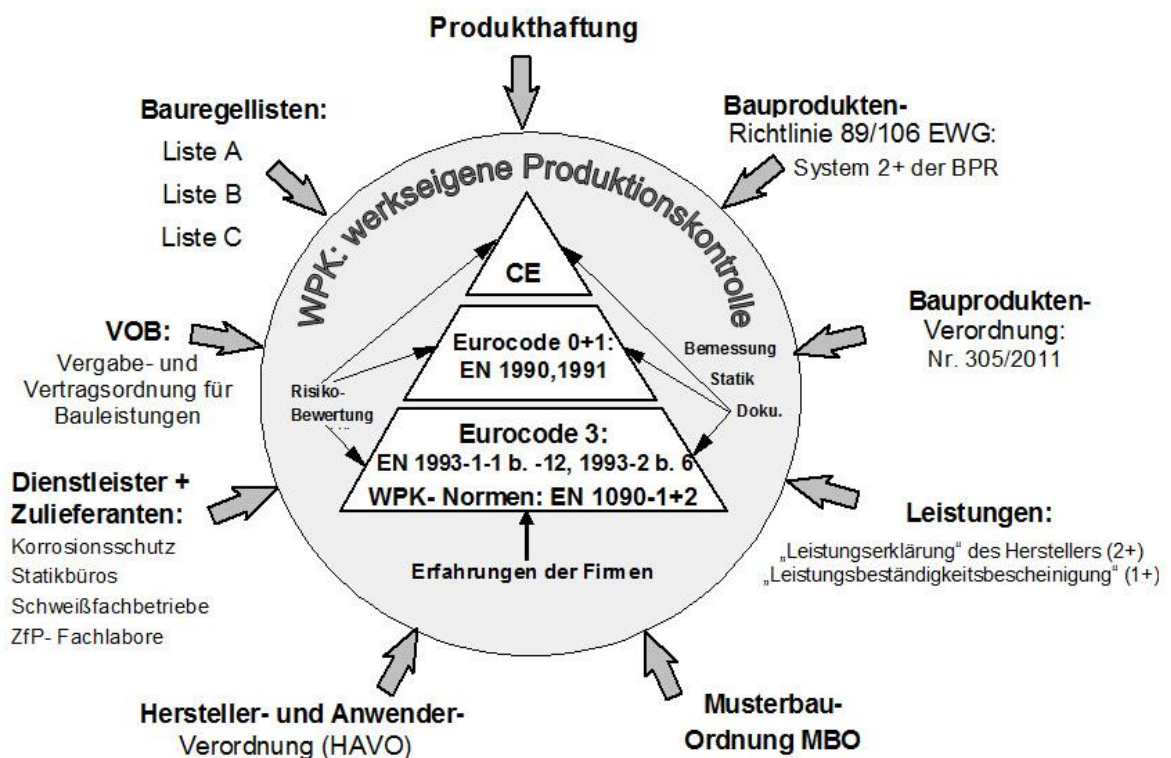 Produkthaftung
Bauregellisten:
Liste A
Liste B
Liste C
Bauprodukten-
Richtlinie 89/106 EWG:
System 2+ der BPR
WPK: werkseigene Produktionskontrolle
CE
VOB:
Vergabe- und
Vertragsordnung für
Bauleistungen
Eurocode 0+1:
EN 1990,1991
Risiko-
Bewertung
Bemessung
Statik
Doku.
Bauprodukten-
Verordnung:
Nr. 305/2011
Eurocode 3:
EN 1993-1-1 b. -12, 1993-2 b. 6
WPK- Normen: EN 1090-1+2
Erfahrungen der Firmen
Dienstleister +
Zulieferanten:
Korrosionsschutz
Statikbüros
Schweißfachbetriebe
ZfP- Fachlabore
Leistungen:
„Leistungserklärung“ des Herstellers (2+)
„Leistungsbeständigkeitsbescheinigung“ (1+)
Hersteller- und Anwender-
Verordnung (HAVO)
Musterbau-
Ordnung MBO